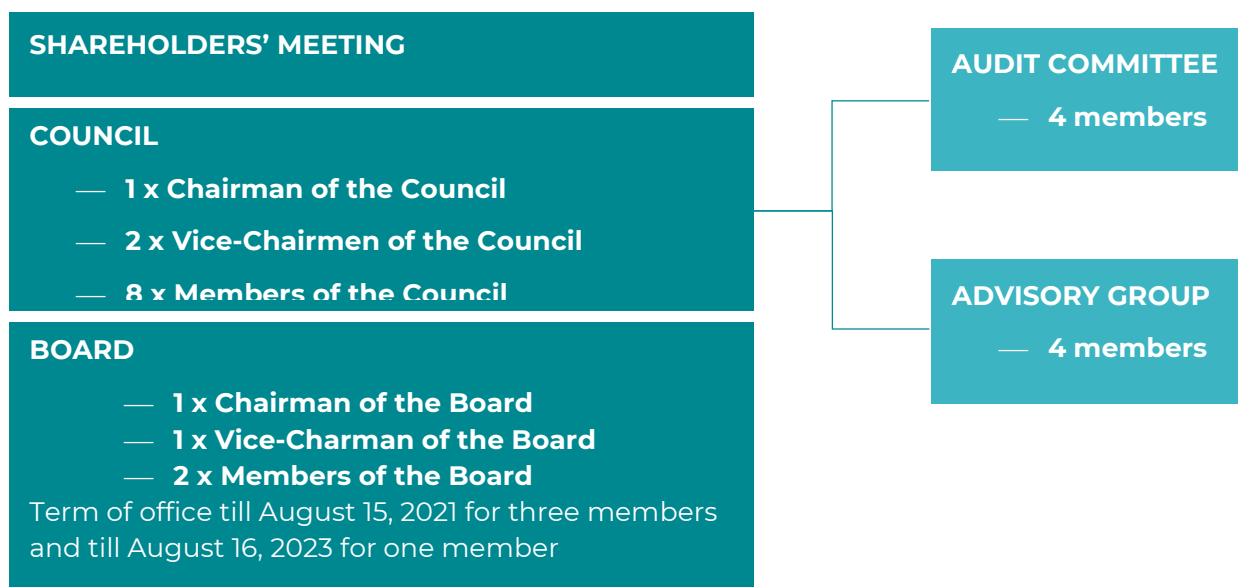 SHAREHOLDERS’ MEETING
COUNCIL
— 1 x Chairman of the Council
— 2 x Vice-Chairmen of the Council
— 8 x Members of the Council
BOARD
— 1 x Chairman of the Board
— 1 x Vice-Charman of the Board
— 2 x Members of the Board
Term of office till August 15, 2021 for three members
and till August 16, 2023 for one member
AUDIT COMMITTEE
— 4 members
ADVISORY GROUP
— 4 members